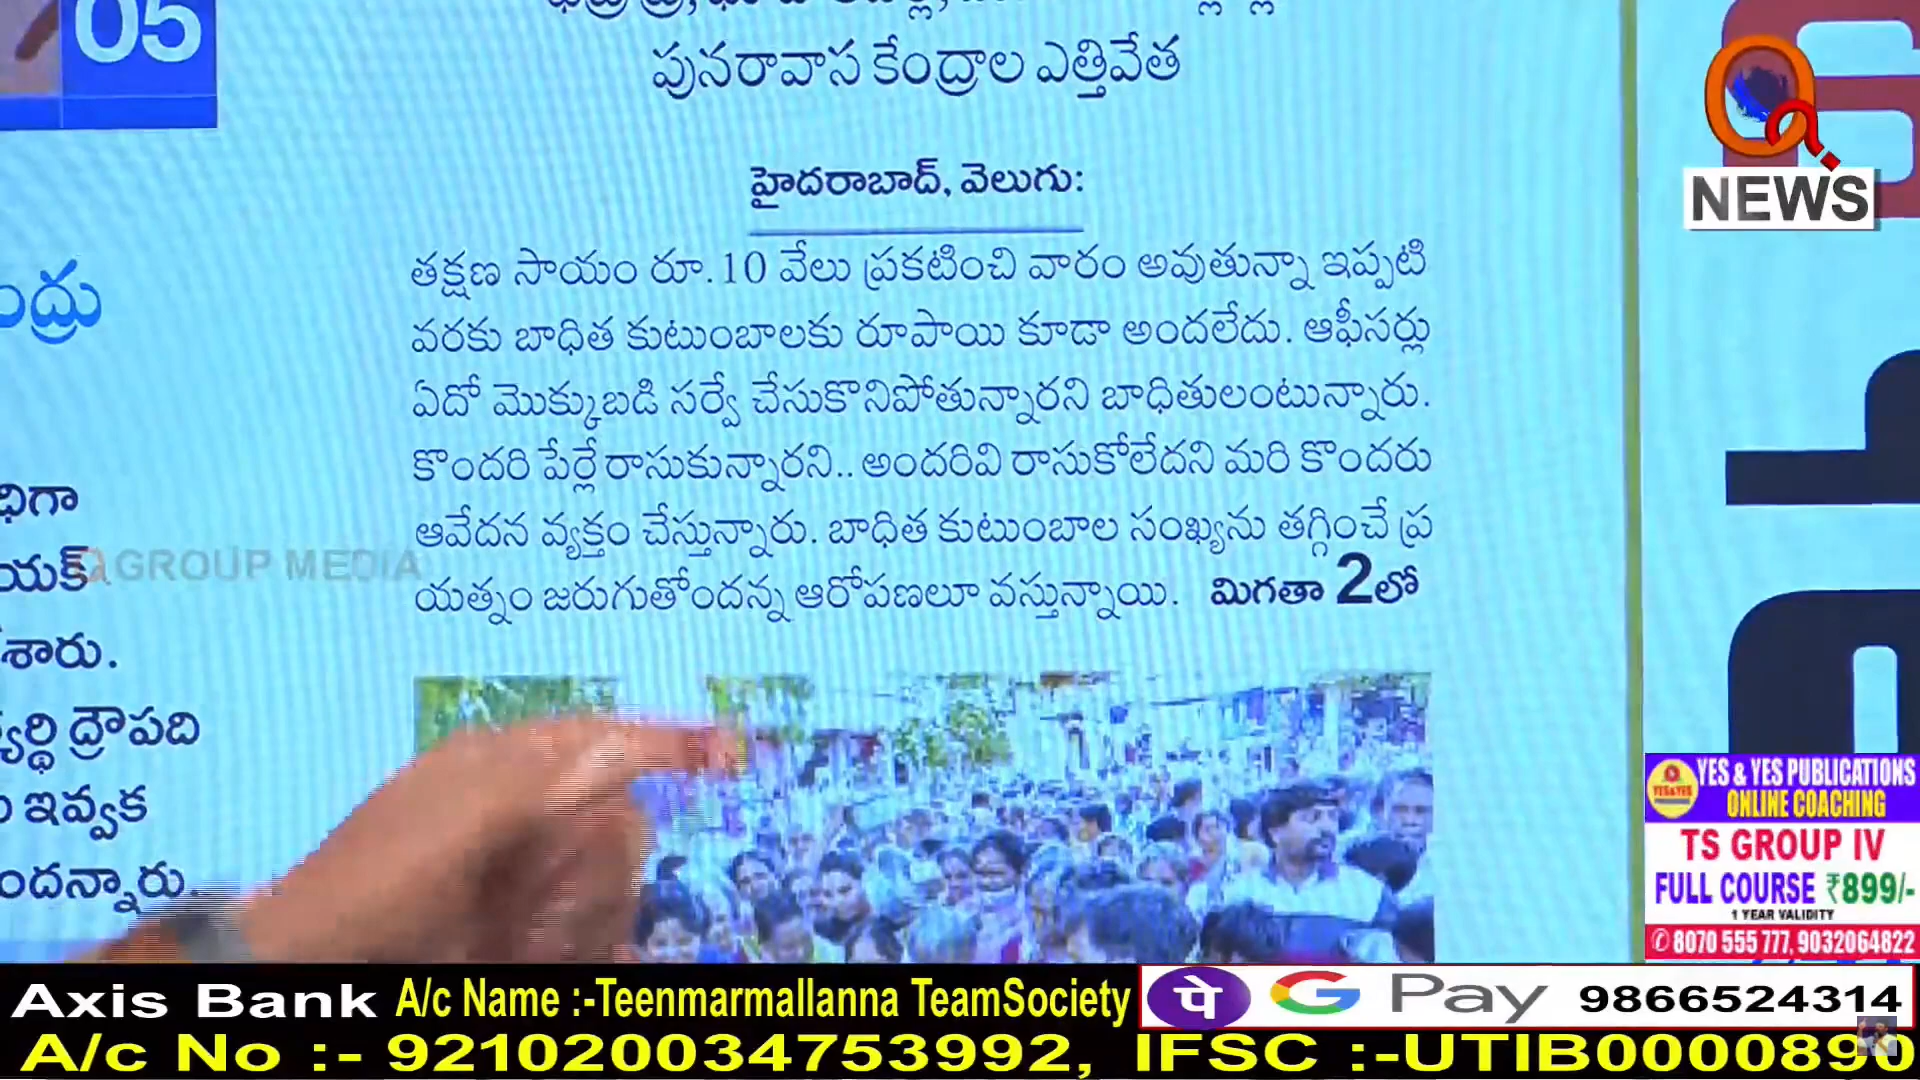 05
పునరావాస కేంద్రాల ఎత్తివేత
హైదరాబాద్, వెలుగు:
తక్షణ సాయం రూ.10 వేలు ప్రకటించి వారం అవుతున్నా ఇప్పటి
వరకు బాధిత కుటుంబాలకు రూపాయి కూడా అందలేదు. ఆఫీసర్లు
ఏదో మొక్కుబడి సర్వే చేసుకొనిపోతున్నారని బాధితులంటున్నారు.
కొందరి పేర్లే రాసుకున్నారని.. అందరివి రాసుకోలేదని మరి కొందరు
ఆవేదన వ్యక్తం చేస్తున్నారు. బాధిత కుటుంబాల సంఖ్యను తగ్గించే ప్ర
యత్నం జరుగుతోందన్న ఆరోపణలూ వస్తున్నాయి. మిగతా 2లో
ద్రౌపది
ఇవ్వక
GROUP MEDIA
Q NEWS
YES & YES PUBLICATIONS
ONLINE COACHING
TS GROUP IV
FULL COURSE ₹899/-
1 YEAR VALIDITY
8070 555 777, 9032064822
Axis Bank A/c Name :-Teenmarmallanna TeamSociety
पे G Pay 9866524314
A/c No :- 921020034753992, IFSC :-UTIB0000890